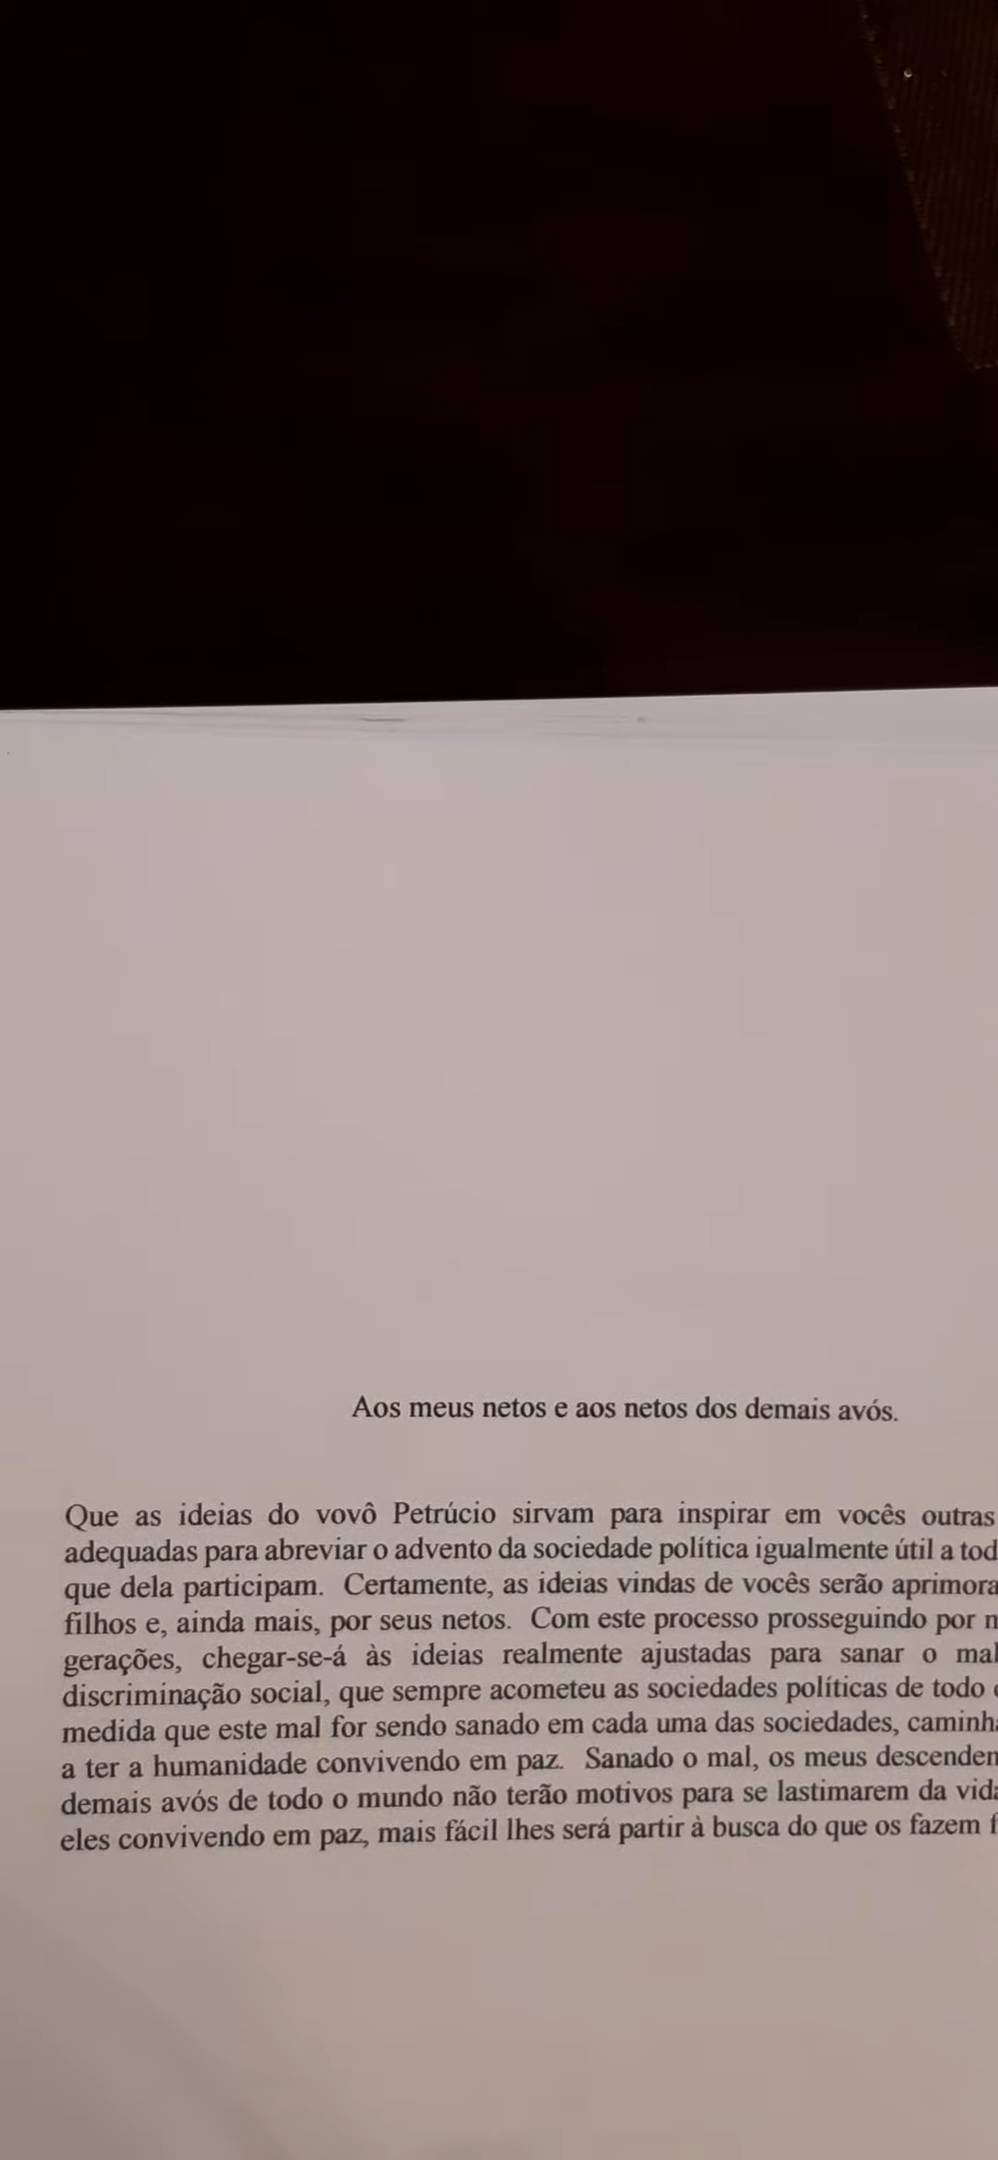 Aos meus netos e aos netos dos demais avós.
Que as ideias do vovô Petrúcio sirvam para inspirar em vocês outras
adequadas para abreviar o advento da sociedade política igualmente útil a tod
que dela participam. Certamente, as ideias vindas de vocês serão aprimora
filhos e, ainda mais, por seus netos. Com este processo prosseguindo por
gerações, chegar-se-á às ideias realmente ajustadas para sanar o mal
discriminação social, que sempre acometeu as sociedades políticas de todo
medida que este mal for sendo sanado em cada uma das sociedades, caminha
a ter a humanidade convivendo em paz. Sanado o mal, os meus descenden
demais avós de todo o mundo não terão motivos para se lastimarem da vida
eles convivendo em paz, mais fácil lhes será partir à busca do que os fazem